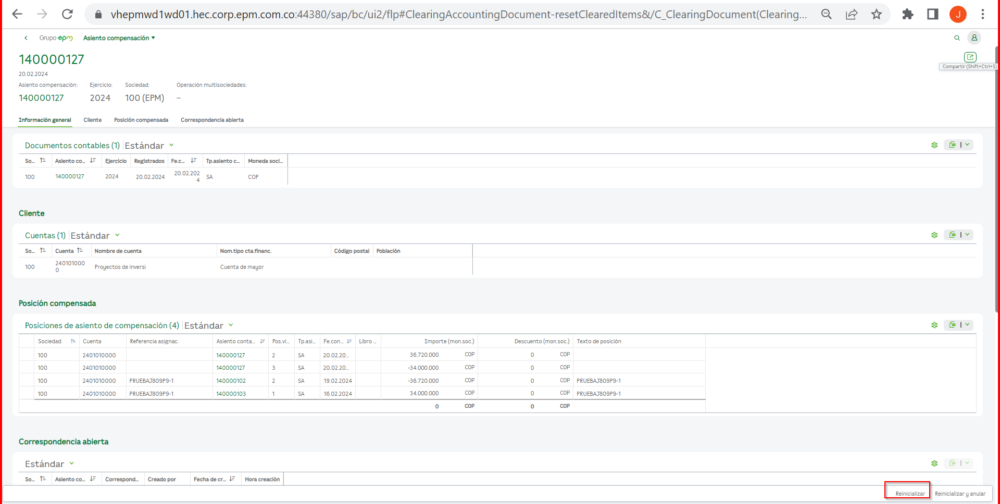 vhepmwd1wd01.hec.corp.epm.com.co:44380/sap/bc/ui2/flp#ClearingAccountingDocument-resetClearedItems&/C_ClearingDocument(Clearing...
J
Grupo·epm Asiento compensación
140000127
Compartir (Shift+Ctrl+S)
20.02.2024
Asiento compensación: Ejercicio: Sociedad: Operación multisociedades:
140000127 2024 100 (EPM) –
Información general Cliente Posición compensada Correspondencia abierta
Documentos contables (1) Estándar
So... Asiento co... Ejercicio Registrados Fe.c... Tp.asiento c... Moneda soci...
100 140000127 2024 20.02.2024 20.02.202 SA COP
4
Cliente
Cuentas (1) Estándar
So... Cuenta Nombre de cuenta Nom.tipo cta.financ. Código postal Población
100 240101000 Proyectos de inversi Cuenta de mayor
0
Posición compensada
Posiciones de asiento de compensación (4) Estándar
Sociedad Cuenta Referencia asignac. Asiento conta... Pos.vi... Tp.asi... Fe.con... Libro ... Importe (mon.soc.) Descuento (mon.soc.) Texto de posición
100 2401010000 140000127 2 SA 20.02.20... 36.720.000 COP 0 COP
100 2401010000 140000127 3 SA 20.02.20... -34.000.000 COP 0 COP
100 2401010000 PRUEBAJ809P9-1 140000102 2 SA 19.02.2024 -36.720.000 COP 0 COP PRUEBAJ809P9-1
100 2401010000 PRUEBAJ809P9-1 140000103 1 SA 16.02.2024 34.000.000 COP 0 COP PRUEBAJ809P9-1
0 COP 0 COP
Correspondencia abierta
Estándar
So... Asiento co... Correspond... Creado por Fecha de cr... Hora creación
Reinicializar Reinicializar y anular